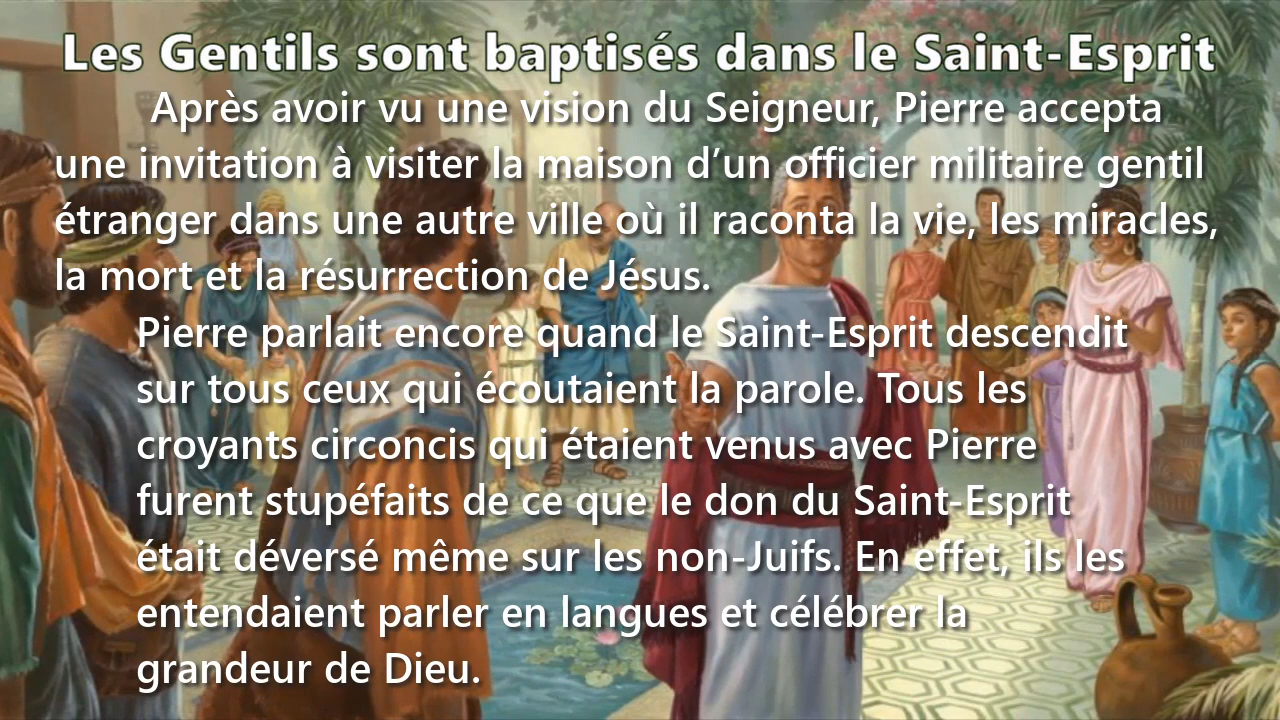 Les Gentils sont baptisés dans le Saint-Esprit
Après avoir vu une vision du Seigneur, Pierre accepta
une invitation à visiter la maison d’un officier militaire gentil
étranger dans une autre ville où il raconta la vie, les miracles,
la mort et la résurrection de Jésus.
Pierre parlait encore quand le Saint-Esprit descendit
sur tous ceux qui écoutaient la parole. Tous les
croyants circoncis qui étaient venus avec Pierre
furent stupéfaits de ce que le don du Saint-Esprit
était déversé même sur les non-Juifs. En effet, ils les
entendaient parler en langues et célébrer la
grandeur de Dieu.